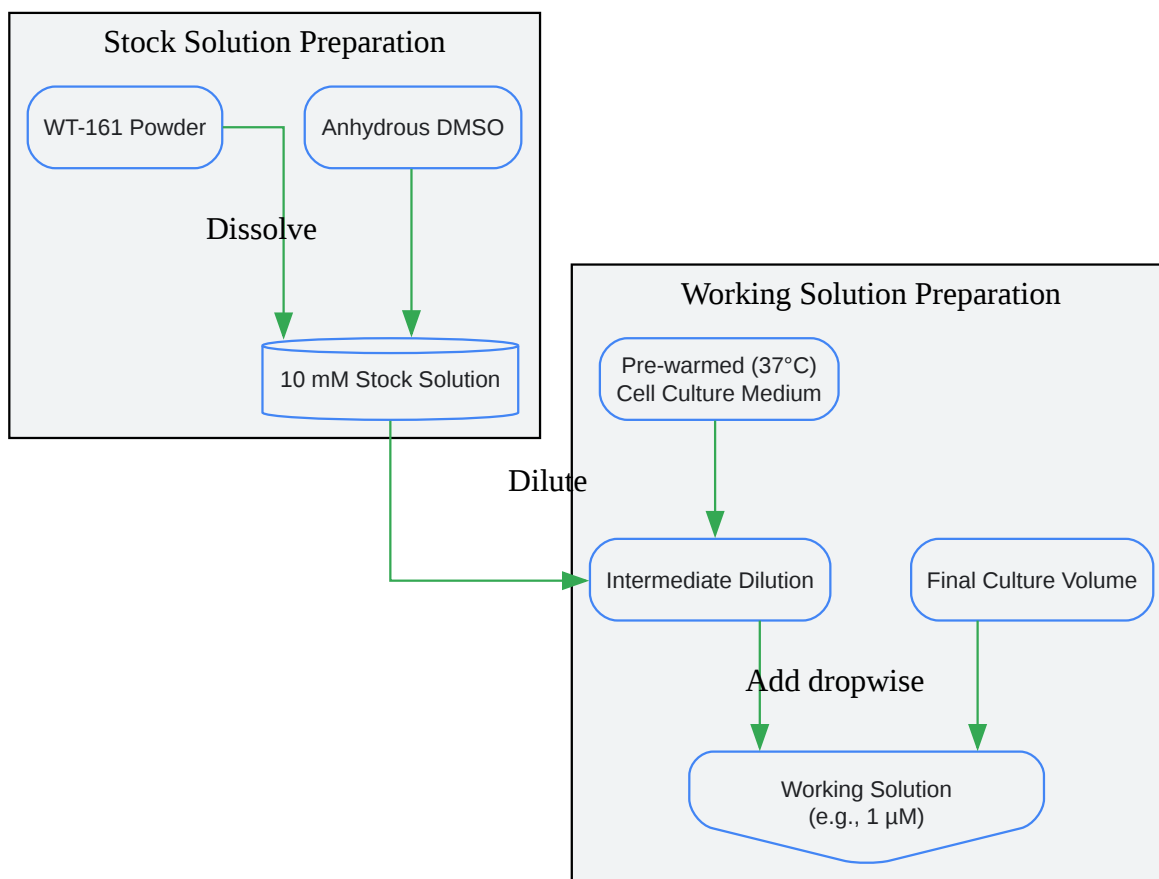 Stock Solution Preparation
WT-161 Powder
Anhydrous DMSO
Dissolve
10 mM Stock Solution
Working Solution Preparation
Pre-warmed (37°C)
Cell Culture Medium
Dilute
Intermediate Dilution
Final Culture Volume
Add dropwise
Working Solution
(e.g., 1 µM)